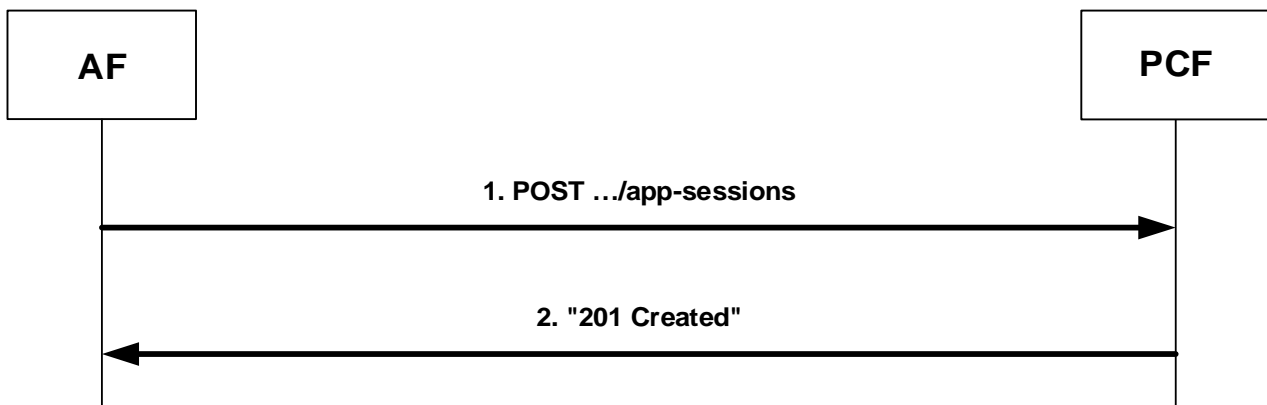 AF
PCF
1. POST …/app-sessions
2. "201 Created"